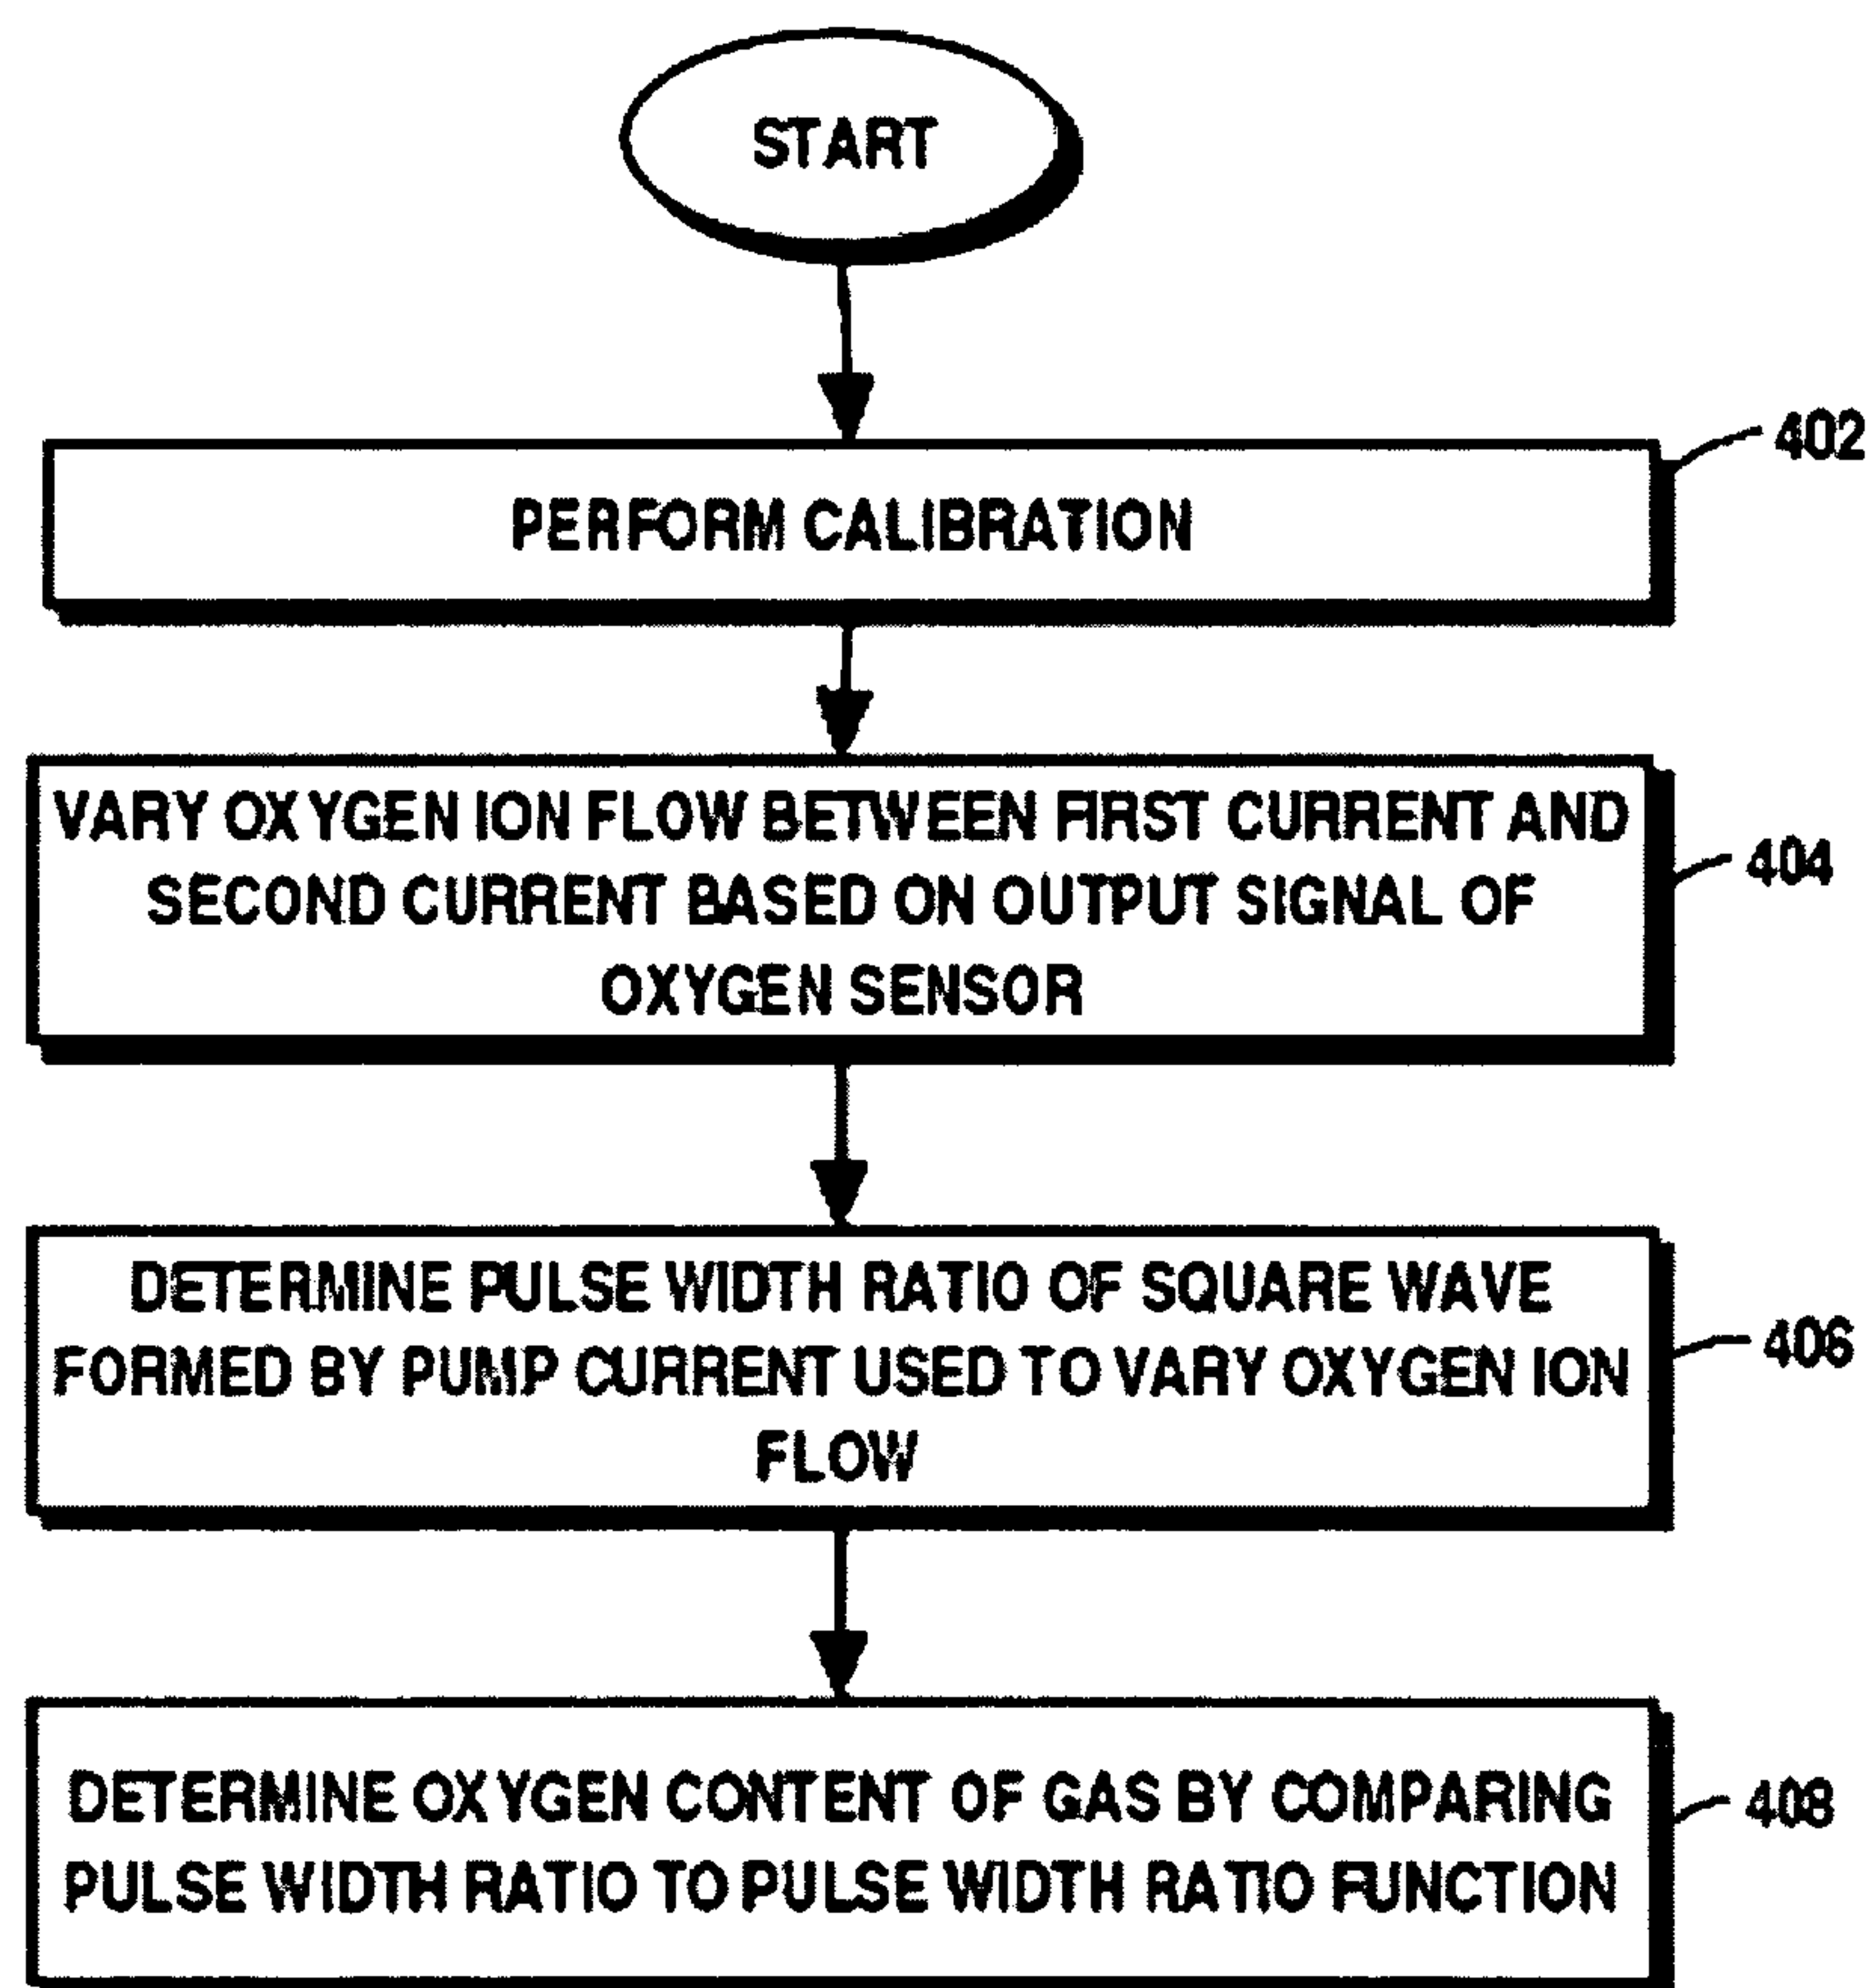 START
PERFORM CALIBRATION
402
VARY OXYGEN ION FLOW BETWEEN FIRST CURRENT AND
SECOND CURRENT BASED ON OUTPUT SIGNAL OF
OXYGEN SENSOR
404
DETERMINE PULSE WIDTH RATIO OF SQUARE WAVE
FORMED BY PUMP CURRENT USED TO VARY OXYGEN ION
FLOW
406
DETERMINE OXYGEN CONTENT OF GAS BY COMPARING
PULSE WIDTH RATIO TO PULSE WIDTH RATIO FUNCTION
408